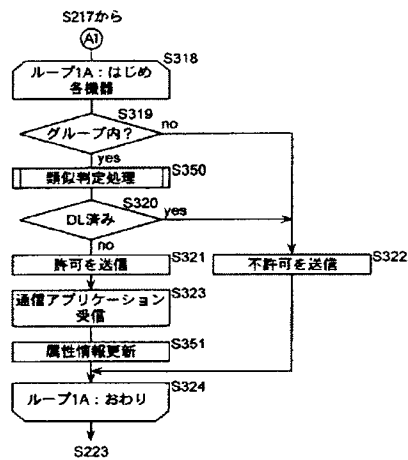 S217から
A1
S318
ループ1A：はじめ
各機器
S319
グループ内？
no
yes
S350
類似判定処理
S320
DL済み
yes
no
S321
許可を送信
不許可を送信
S322
S323
通信アプリケーション
受信
S351
属性情報更新
S324
ループ1A：おわり
S223